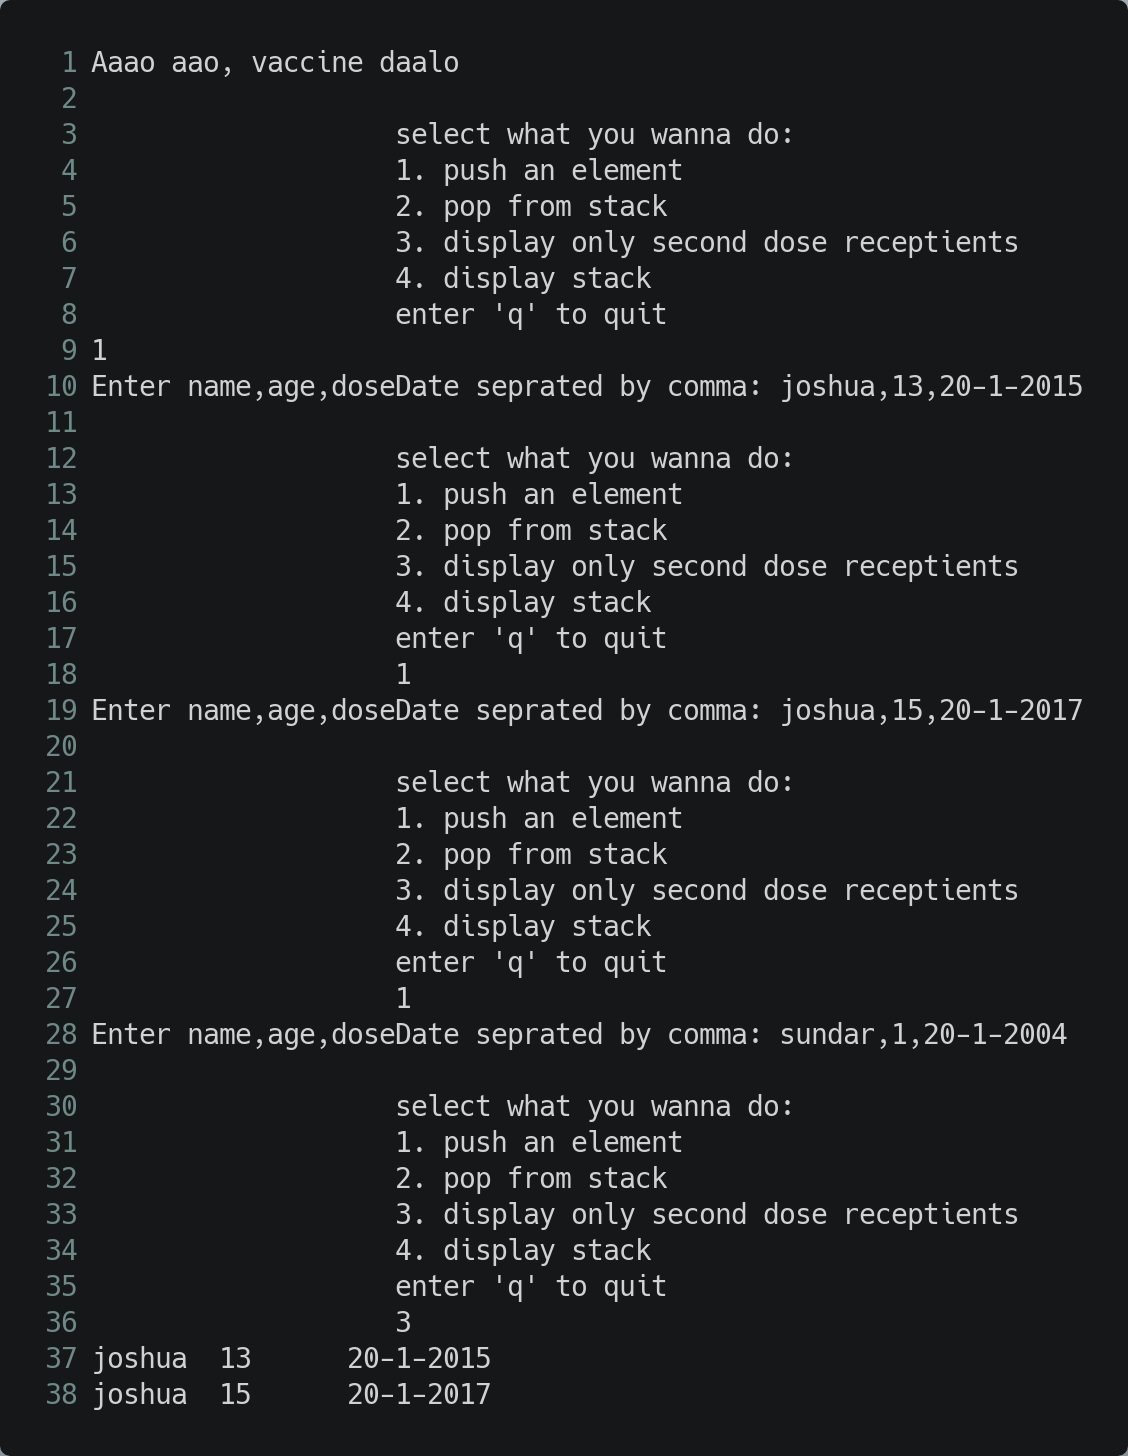 1 Aaao aao, vaccine daalo
2
3 select what you wanna do:
4 1. push an element
5 2. pop from stack
6 3. display only second dose receptients
7 4. display stack
8 enter 'q' to quit
9 1
10 Enter name,age,doseDate seprated by comma: joshua,13,20-1-2015
11
12 select what you wanna do:
13 1. push an element
14 2. pop from stack
15 3. display only second dose receptients
16 4. display stack
17 enter 'q' to quit
18 1
19 Enter name,age,doseDate seprated by comma: joshua,15,20-1-2017
20
21 select what you wanna do:
22 1. push an element
23 2. pop from stack
24 3. display only second dose receptients
25 4. display stack
26 enter 'q' to quit
27 1
28 Enter name,age,doseDate seprated by comma: sundar,1,20-1-2004
29
30 select what you wanna do:
31 1. push an element
32 2. pop from stack
33 3. display only second dose receptients
34 4. display stack
35 enter 'q' to quit
36 3
37 joshua 13 20-1-2015
38 joshua 15 20-1-2017